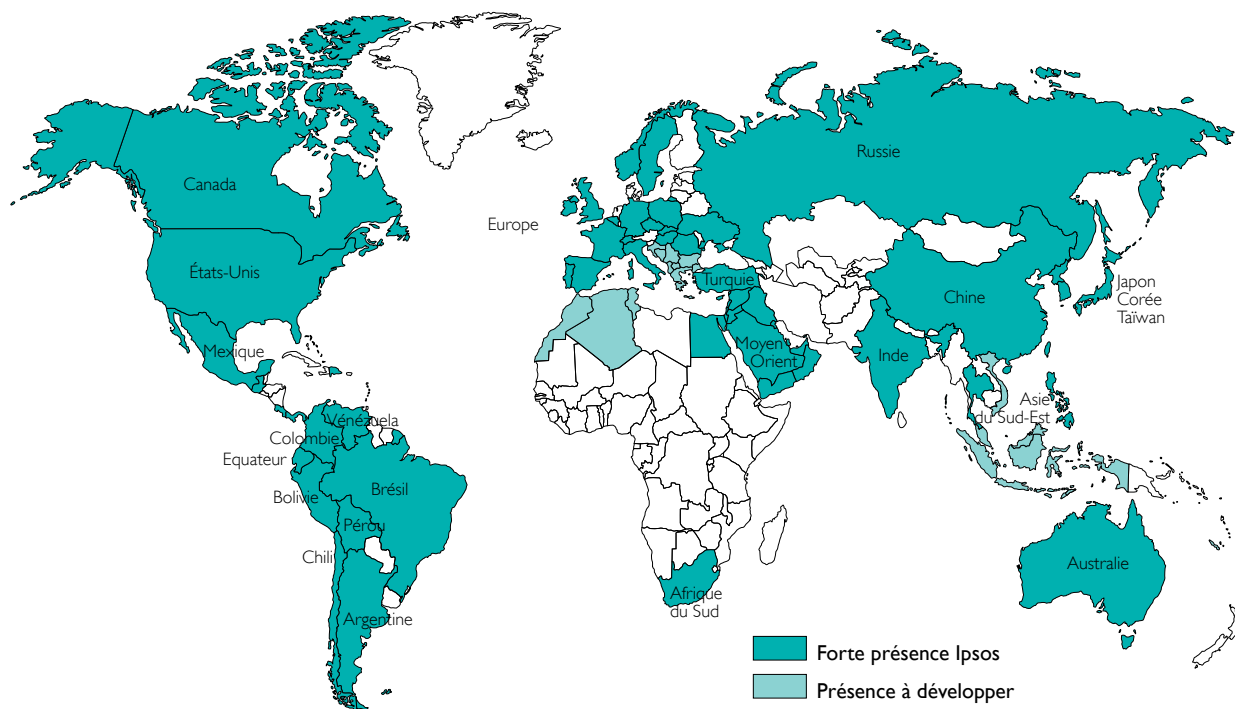 Russie
Canada
Europe
États-Unis
Turquie
Chine
Japon
Corée
Taïwan
Mexique
Moyen
Orient
Inde
Asie
du Sud-Est
Vénézuela
Colombie
Equateur
Brésil
Bolivie
Pérou
Chili
Australie
Afrique
du Sud
Argentine
Forte présence Ipsos
Présence à développer